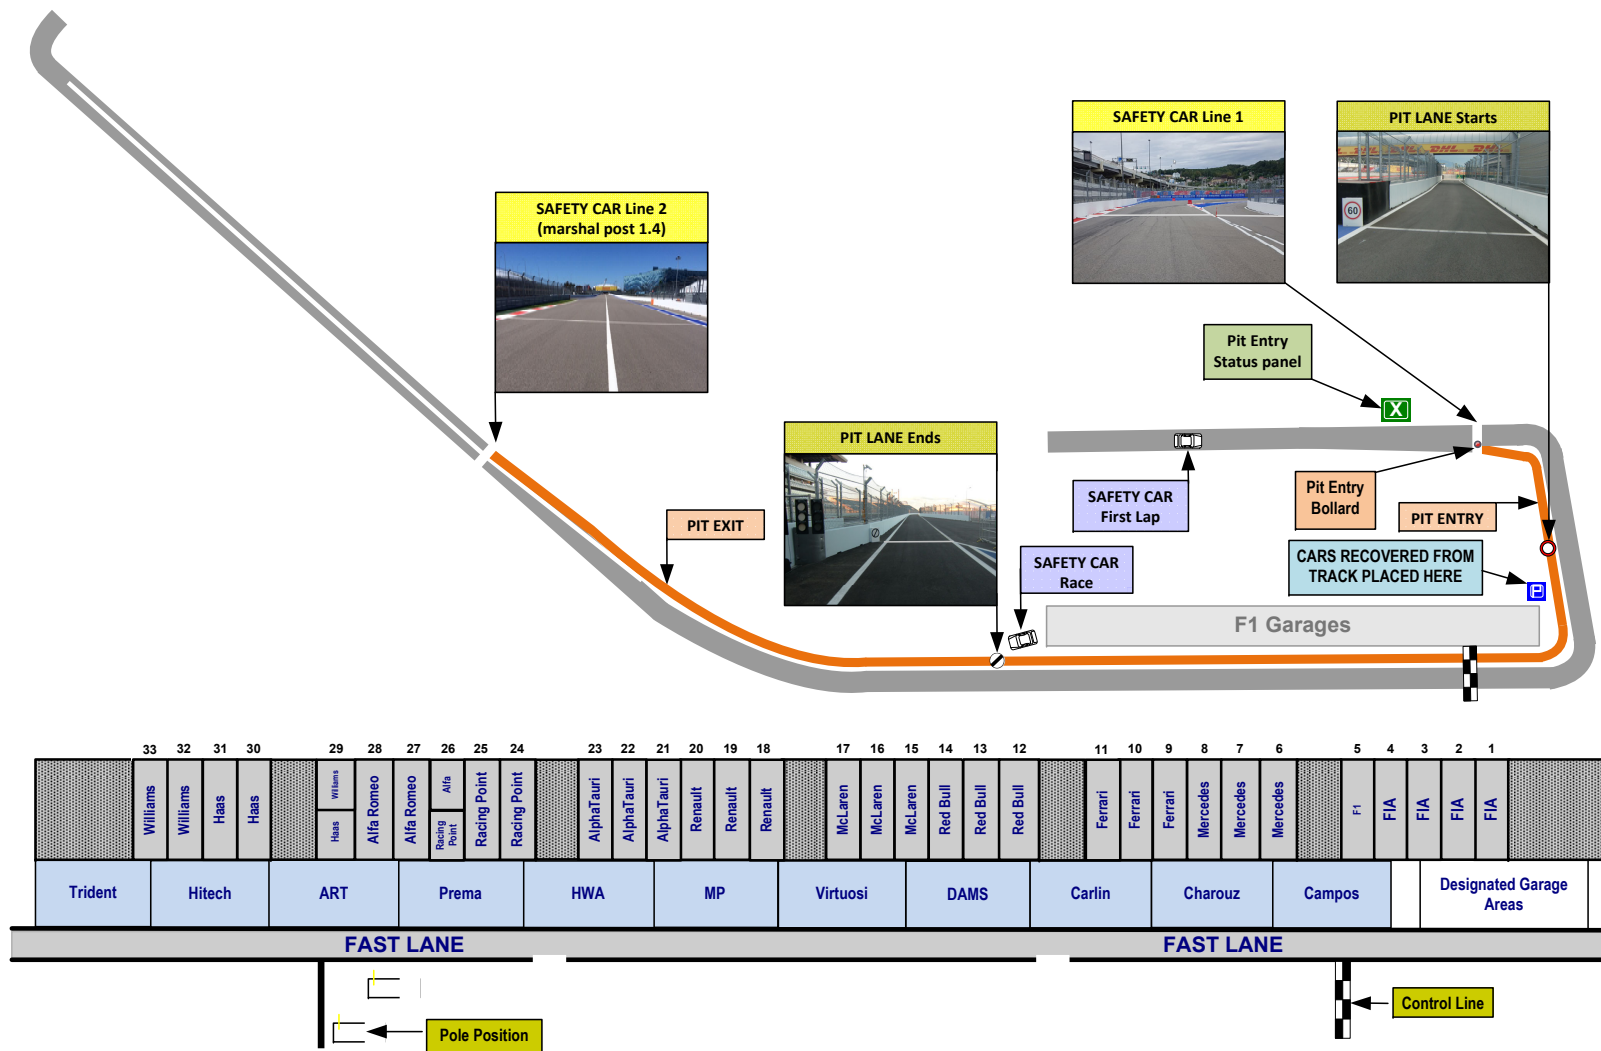 SAFETY CAR Line 1
PIT LANE Starts
DHL DHL
60
SAFETY CAR Line 2
(marshal post 1.4)
Pit Entry
Status panel
X
PIT LANE Ends
SAFETY CAR
First Lap
Pit Entry
Bollard
PIT ENTRY
PIT EXIT
CARS RECOVERED FROM
TRACK PLACED HERE
P
SAFETY CAR
Race
F1 Garages
33 32 31 30 29 28 27 26 25 24 23 22 21 20 19 18 17 16 15 14 13 12 11 10 9 8 7 6 5 4 3 2 1
Williams
Williams
Haas
Haas
Williams
Haas
Alfa Romeo
Alfa Romeo
Alfa
Racing
Point
Racing Point
Racing Point
AlphaTauri
AlphaTauri
AlphaTauri
Renault
Renault
Renault
McLaren
McLaren
McLaren
Red Bull
Red Bull
Red Bull
Ferrari
Ferrari
Ferrari
Mercedes
Mercedes
Mercedes
F1
FIA
FIA
FIA
FIA
Trident Hitech ART Prema HWA MP Virtuosi DAMS Carlin Charouz Campos
Designated Garage
Areas
FAST LANE FAST LANE
Control Line
Pole Position